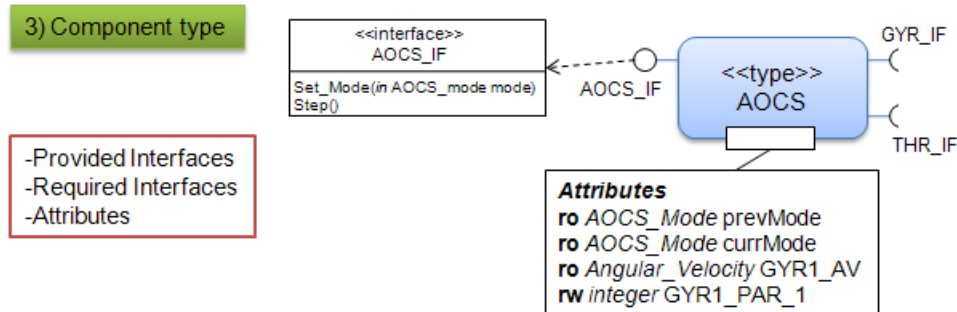 3) Component type
<<interface>>
AOCS_IF
Set_Mode(in AOCS_mode mode)
Step()
AOCS_IF
<<type>>
AOCS
GYR_IF
THR_IF
-Provided Interfaces
-Required Interfaces
-Attributes
Attributes
ro AOCS_Mode prevMode
ro AOCS_Mode currMode
ro Angular_Velocity GYR1_AV
rw integer GYR1_PAR_1